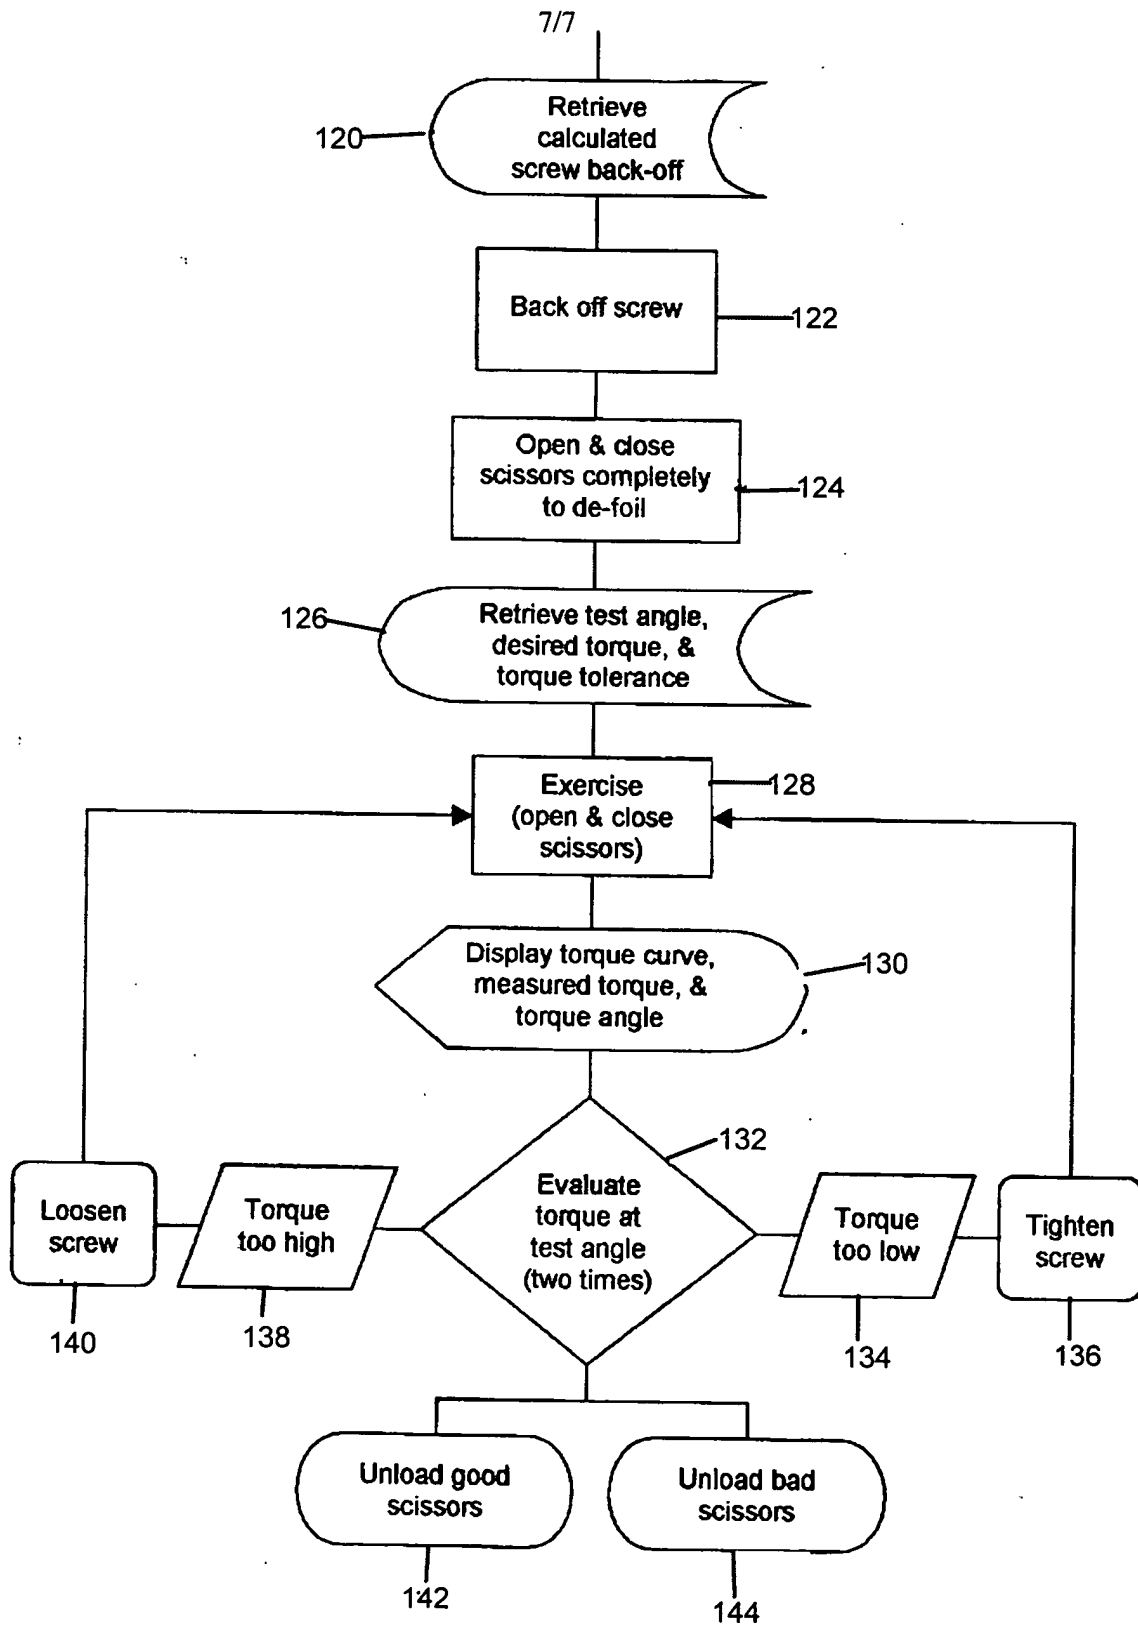 7/7
Retrieve
calculated
screw back-off
120
Back off screw
122
Open & close
scissors completely
to de-foil
124
Retrieve test angle,
desired torque, &
torque tolerance
126
Exercise
(open & close
scissors)
128
Display torque curve,
measured torque, &
torque angle
130
132
Evaluate
torque at
test angle
(two times)
Loosen
screw
140
Torque
too high
138
Torque
too low
134
Tighten
screw
136
Unload good
scissors
142
Unload bad
scissors
144